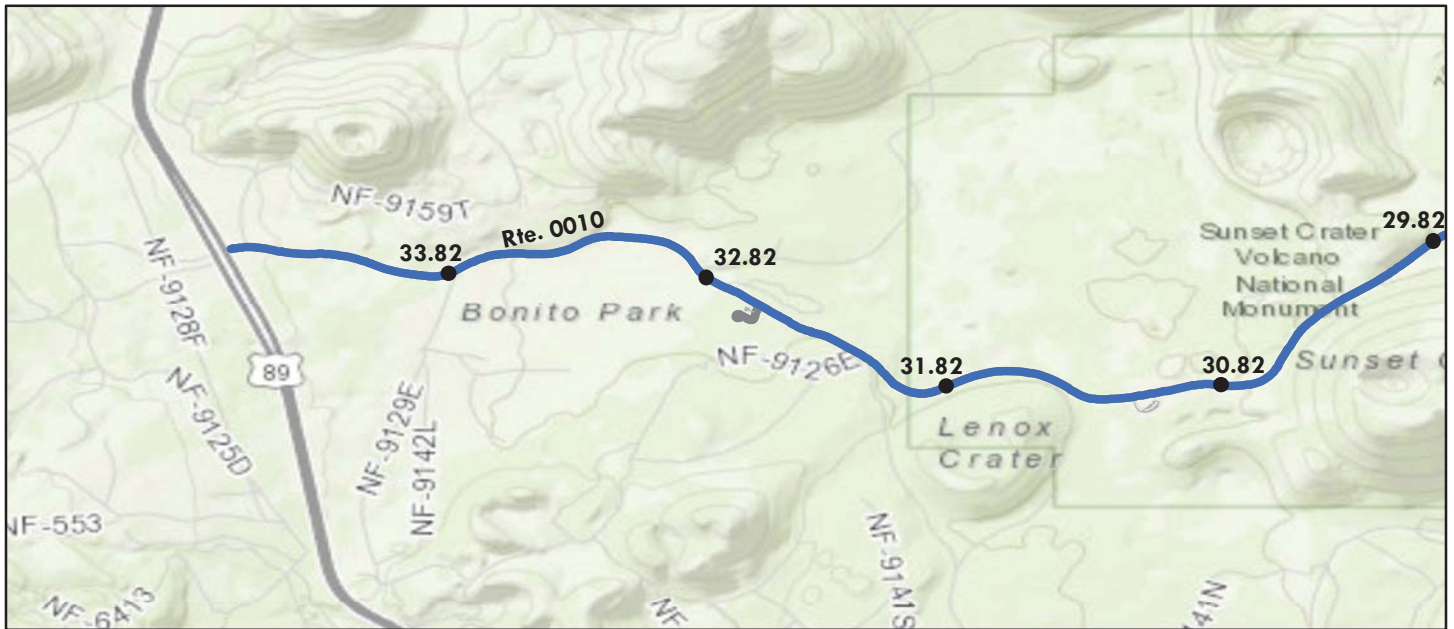 NF-9159T
Rte. 0010
29.82
33.82
32.82
Sunset Crater
Volcano
National
Monument
NF-9128F
Bonito Park
NF-9126E
31.82
30.82
Sunset
89
NF-9125D
NF-9129E
NF-9142L
Lenox
Crater
NF-553
NF-9141S
NF-6413
NF
41N